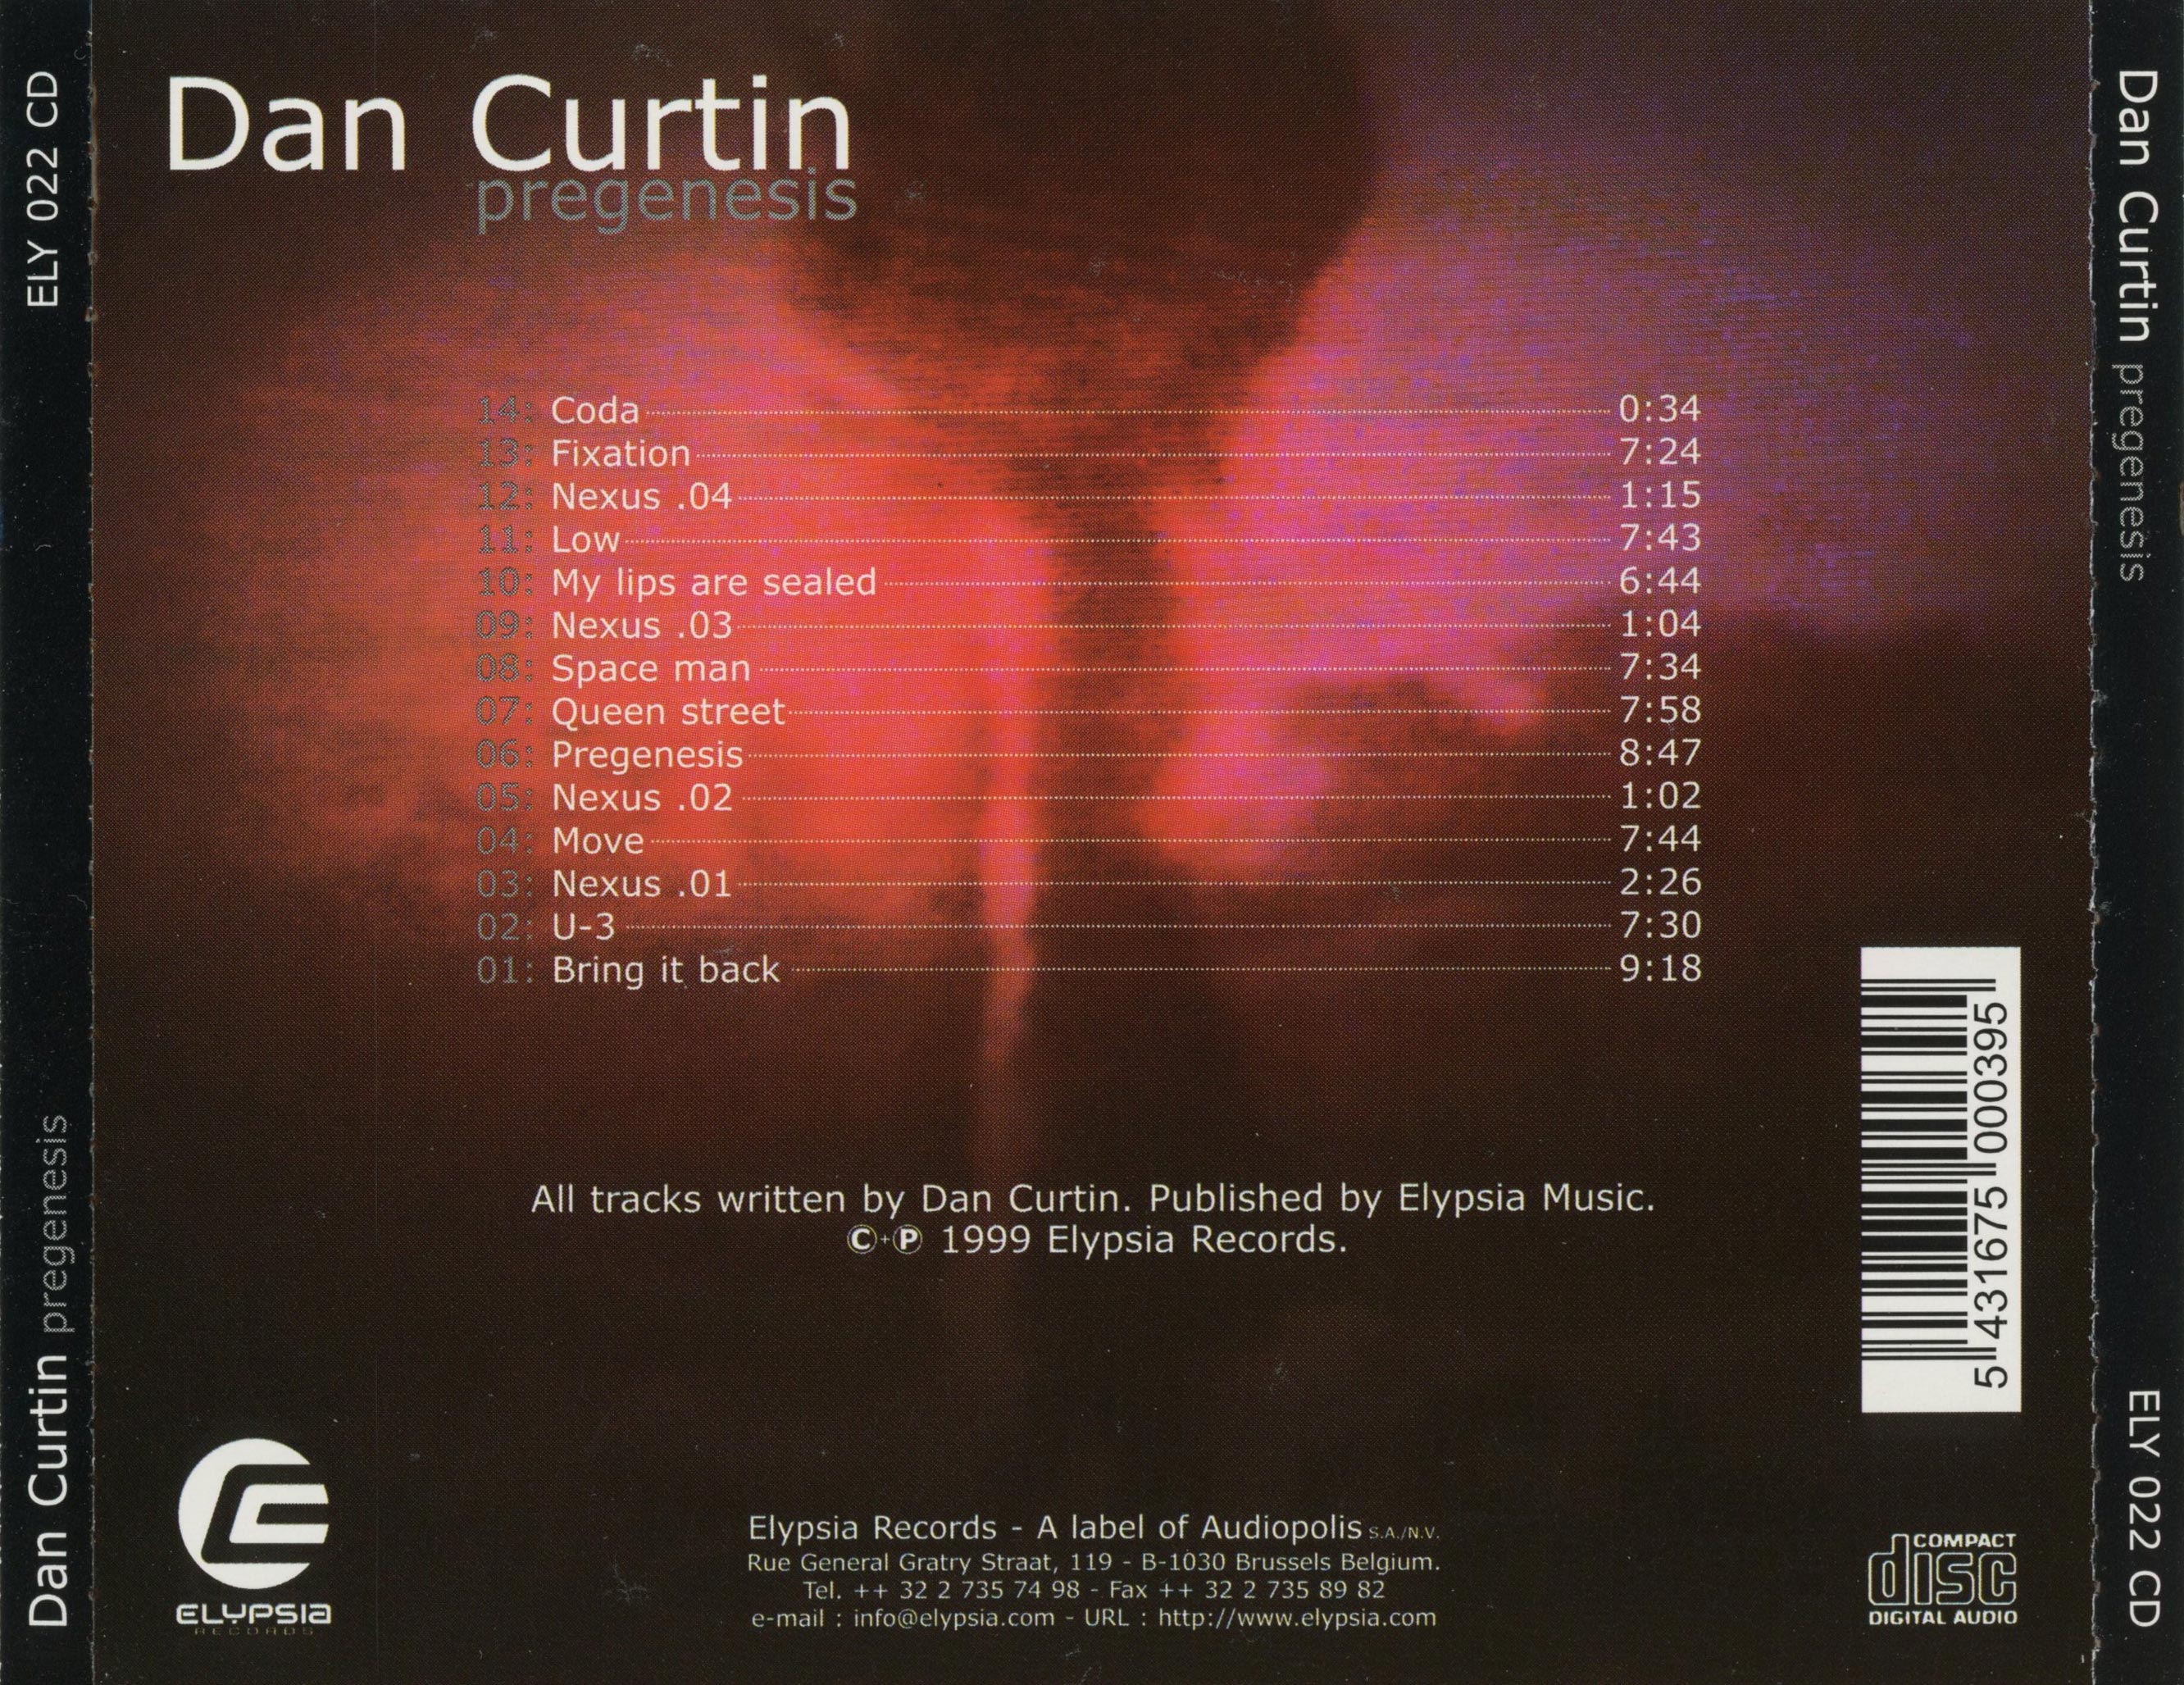 ELY 022 CD
Dan Curtin pregenesis
Dan Curtin
pregenesis
14: Coda 0:34
13: Fixation 7:24
12: Nexus .04 1:15
11: Low 7:43
10: My lips are sealed 6:44
09: Nexus .03 1:04
08: Space man 7:34
07: Queen street 7:58
06: Pregenesis 8:47
05: Nexus .02 1:02
04: Move 7:44
03: Nexus .01 2:26
02: U-3 7:30
01: Bring it back 9:18
All tracks written by Dan Curtin. Published by Elypsia Music.
©+℗ 1999 Elypsia Records.
5 431675 000395
ELYPSIA
RECORDS
Elypsia Records - A label of Audiopolis S.A./N.V.
Rue General Gratry Straat, 119 - B-1030 Brussels Belgium.
Tel. ++ 32 2 735 74 98 - Fax ++ 32 2 735 89 82
e-mail : info@elypsia.com - URL : http://www.elypsia.com
COMPACT
disc
DIGITAL AUDIO
Dan Curtin pregenesis
ELY 022 CD